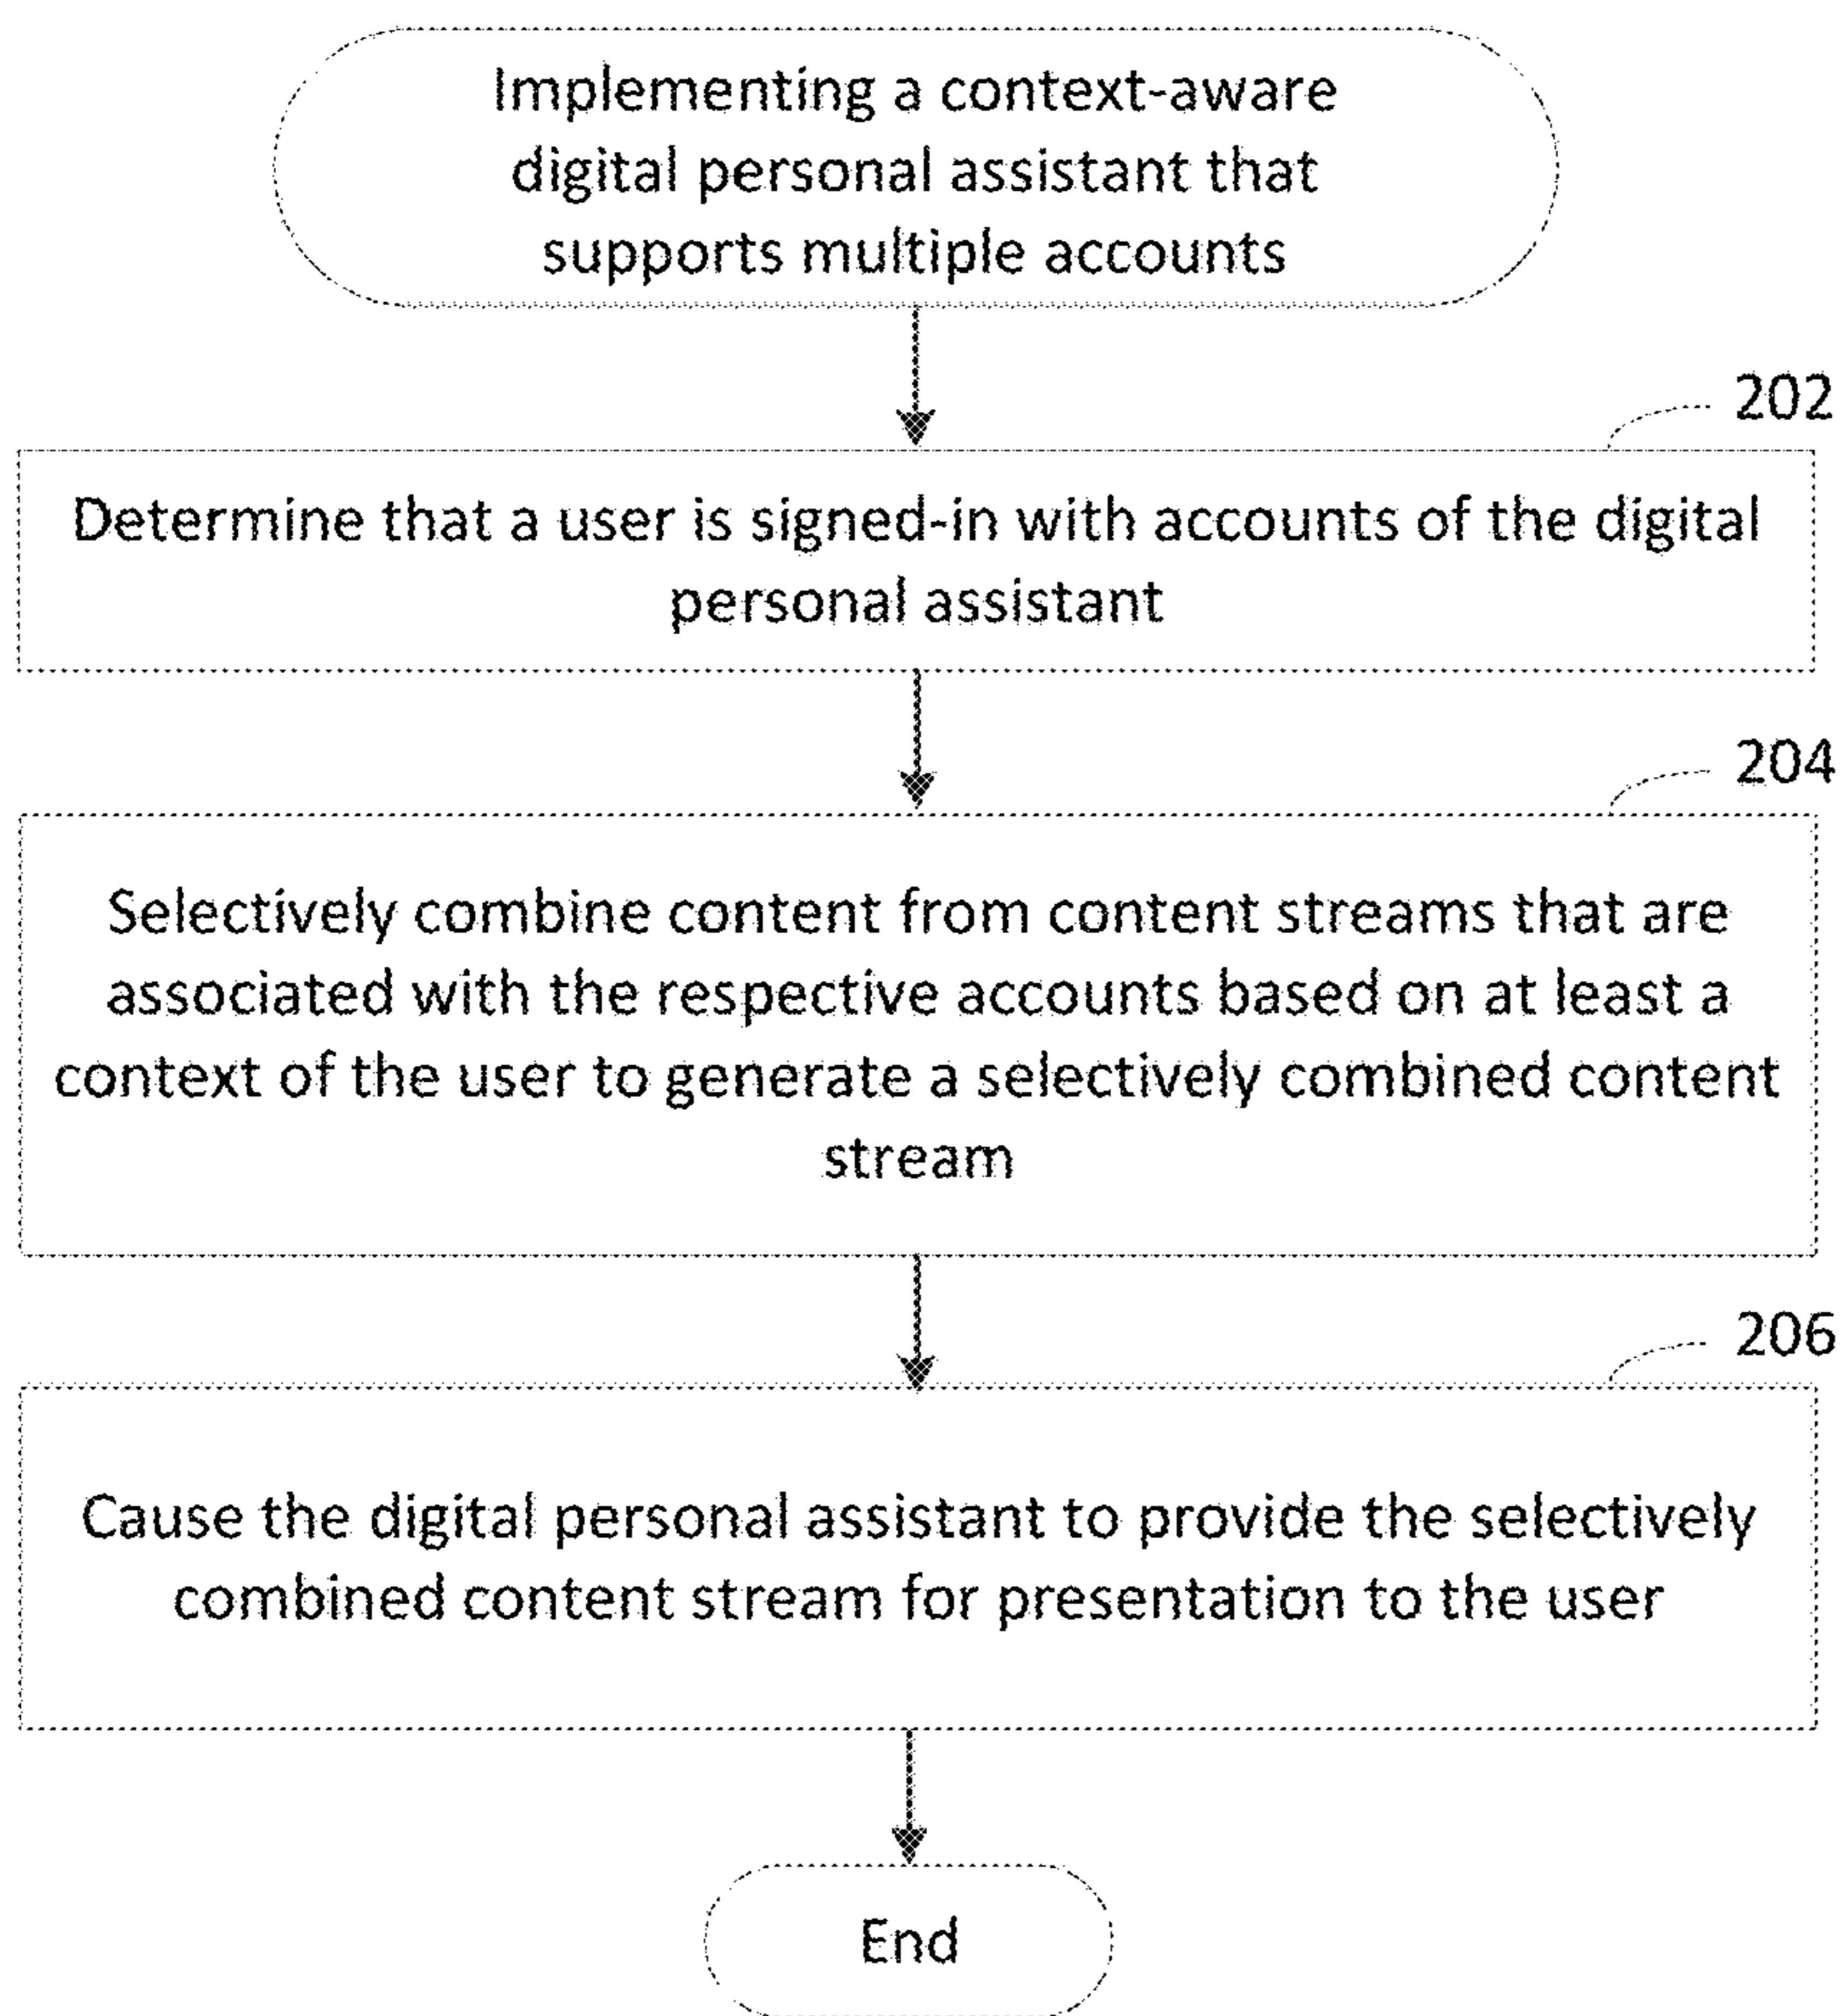 Implementing a context-aware
digital personal assistant that
supports multiple accounts
202
Determine that a user is signed-in with accounts of the digital
personal assistant
204
Selectively combine content from content streams that are
associated with the respective accounts based on at least a
context of the user to generate a selectively combined content
stream
206
Cause the digital personal assistant to provide the selectively
combined content stream for presentation to the user
End